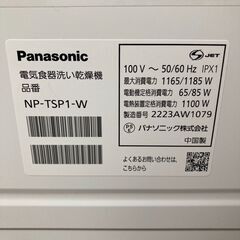 Panasonic
電気食器洗い乾燥機
品番
NP-TSP1-W
JET
100 V ~ 50/60 Hz IPX1
最大消費電力 1165/1185 W
電動機定格消費電力 65/85 W
電熱装置定格消費電力 1100 W
製造番号 2223AW1079
パナソニック株式会社
中国製
よくあるお問い合わせは、
こちらから